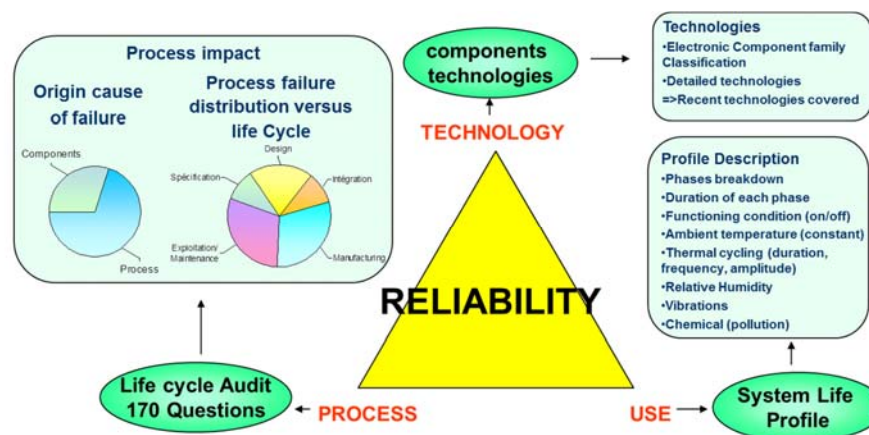 Process impact
Origin cause
of failure
Components
Process
Process failure
distribution versus
life Cycle
Design
Spécification
Intégration
Exploitation/
Maintenance
Manufacturing
components
technologies
TECHNOLOGY
Technologies
•Electronic Component family
Classification
•Detailed technologies
=>Recent technologies covered
Profile Description
•Phases breakdown
•Duration of each phase
•Functioning condition (on/off)
•Ambient temperature (constant)
•Thermal cycling (duration,
frequency, amplitude)
•Relative Humidity
•Vibrations
•Chemical (pollution)
RELIABILITY
Life cycle Audit
170 Questions
PROCESS
USE
System Life
Profile